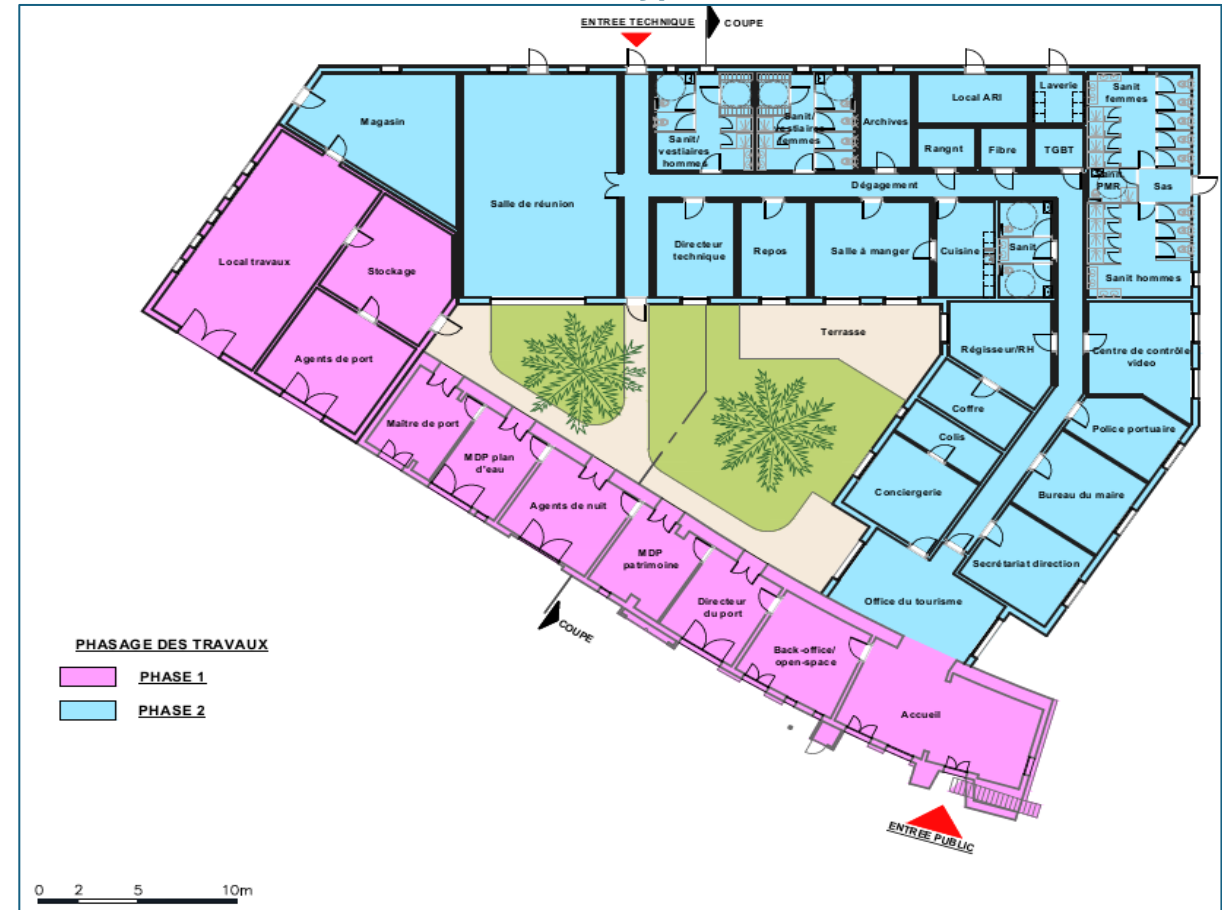 ENTREE TECHNIQUE
COUPE
Magasin
Salle de réunion
Sanit/
vestiaires
hommes
Sanit/
vestiaires
femmes
Archives
Local ARI
Laverie
Sanit
femmes
Rangnt
Fibre
TGBT
Dégagement
Sanit
PMR
Sas
Local travaux
Stockage
Directeur
technique
Repos
Salle à manger
Cuisine
Sanit
Sanit hommes
Agents de port
Terrasse
Régisseur/RH
Centre de contrôle
video
Maître de port
MDP plan
d'eau
Agents de nuit
MDP
patrimoine
Directeur
du port
Back-office/
open-space
Accueil
Coffre
Colis
Conciergerie
Police portuaire
Bureau du maire
Secrétariat direction
Office du tourisme
COUPE
ENTREE PUBLIC
PHASAGE DES TRAVAUX
PHASE 1
PHASE 2
0 2 5 10m